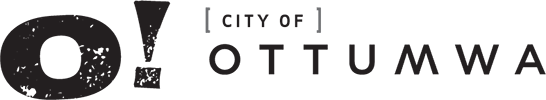 O!
[ CITY OF ]
OTTUMWA